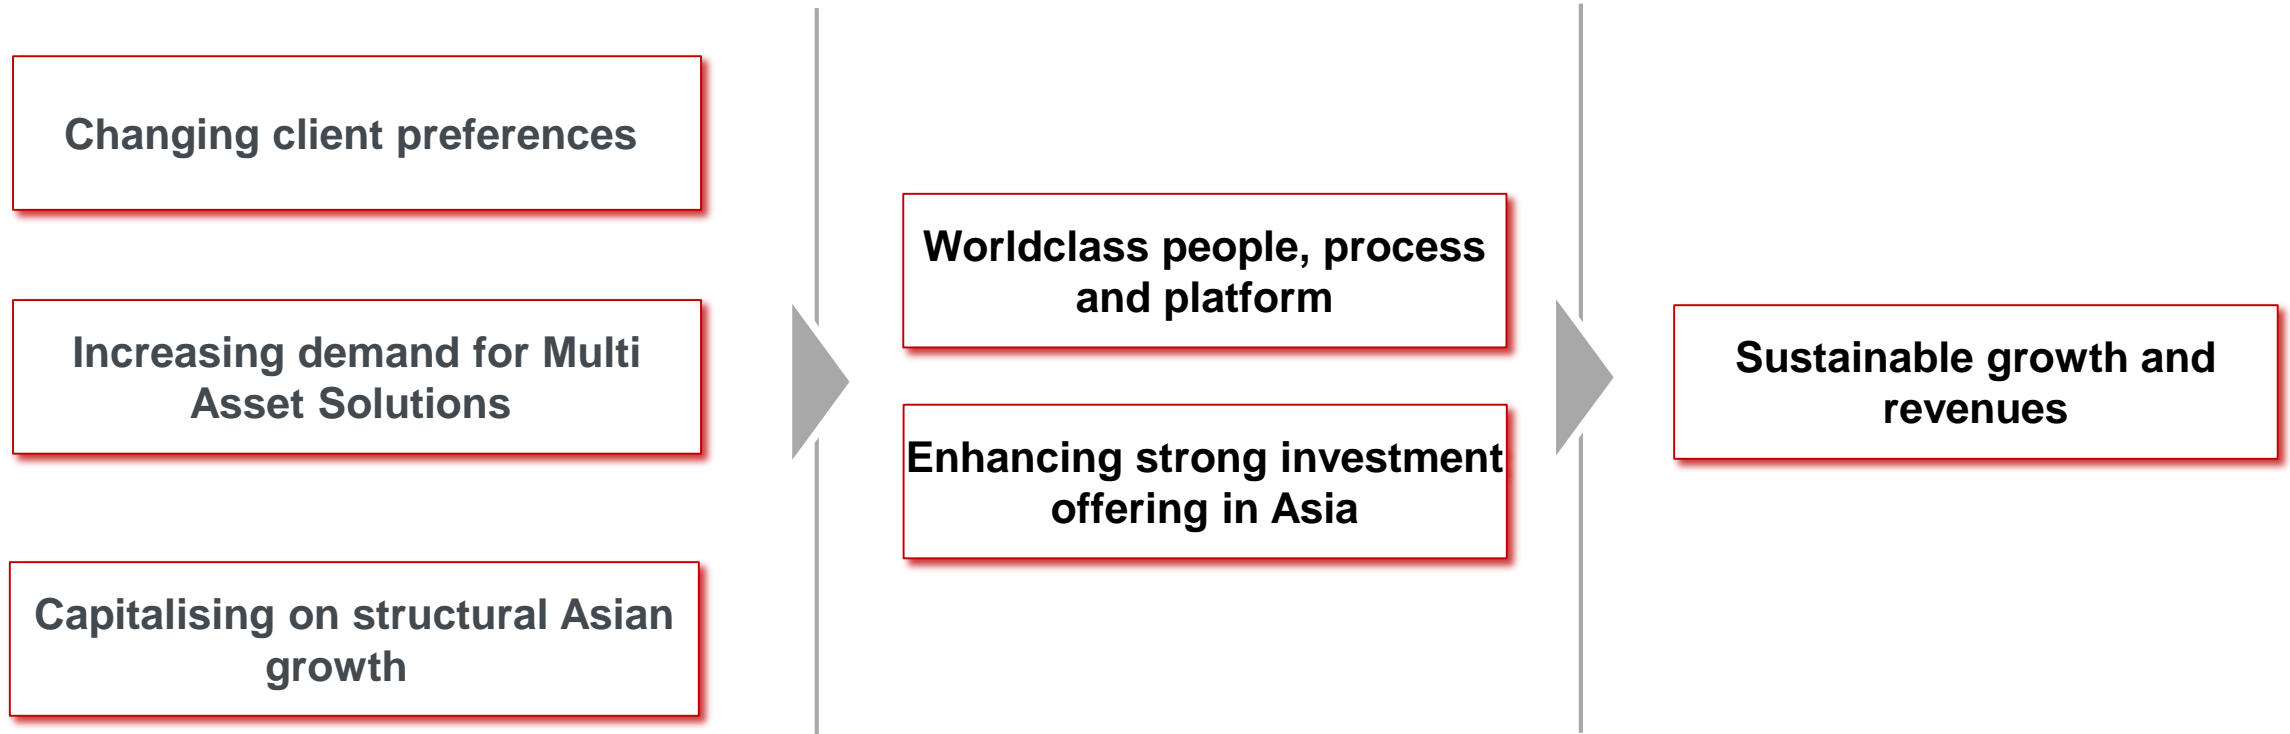 Changing client preferences
Increasing demand for Multi
Asset Solutions
Capitalising on structural Asian
growth
Worldclass people, process
and platform
Enhancing strong investment
offering in Asia
Sustainable growth and
revenues